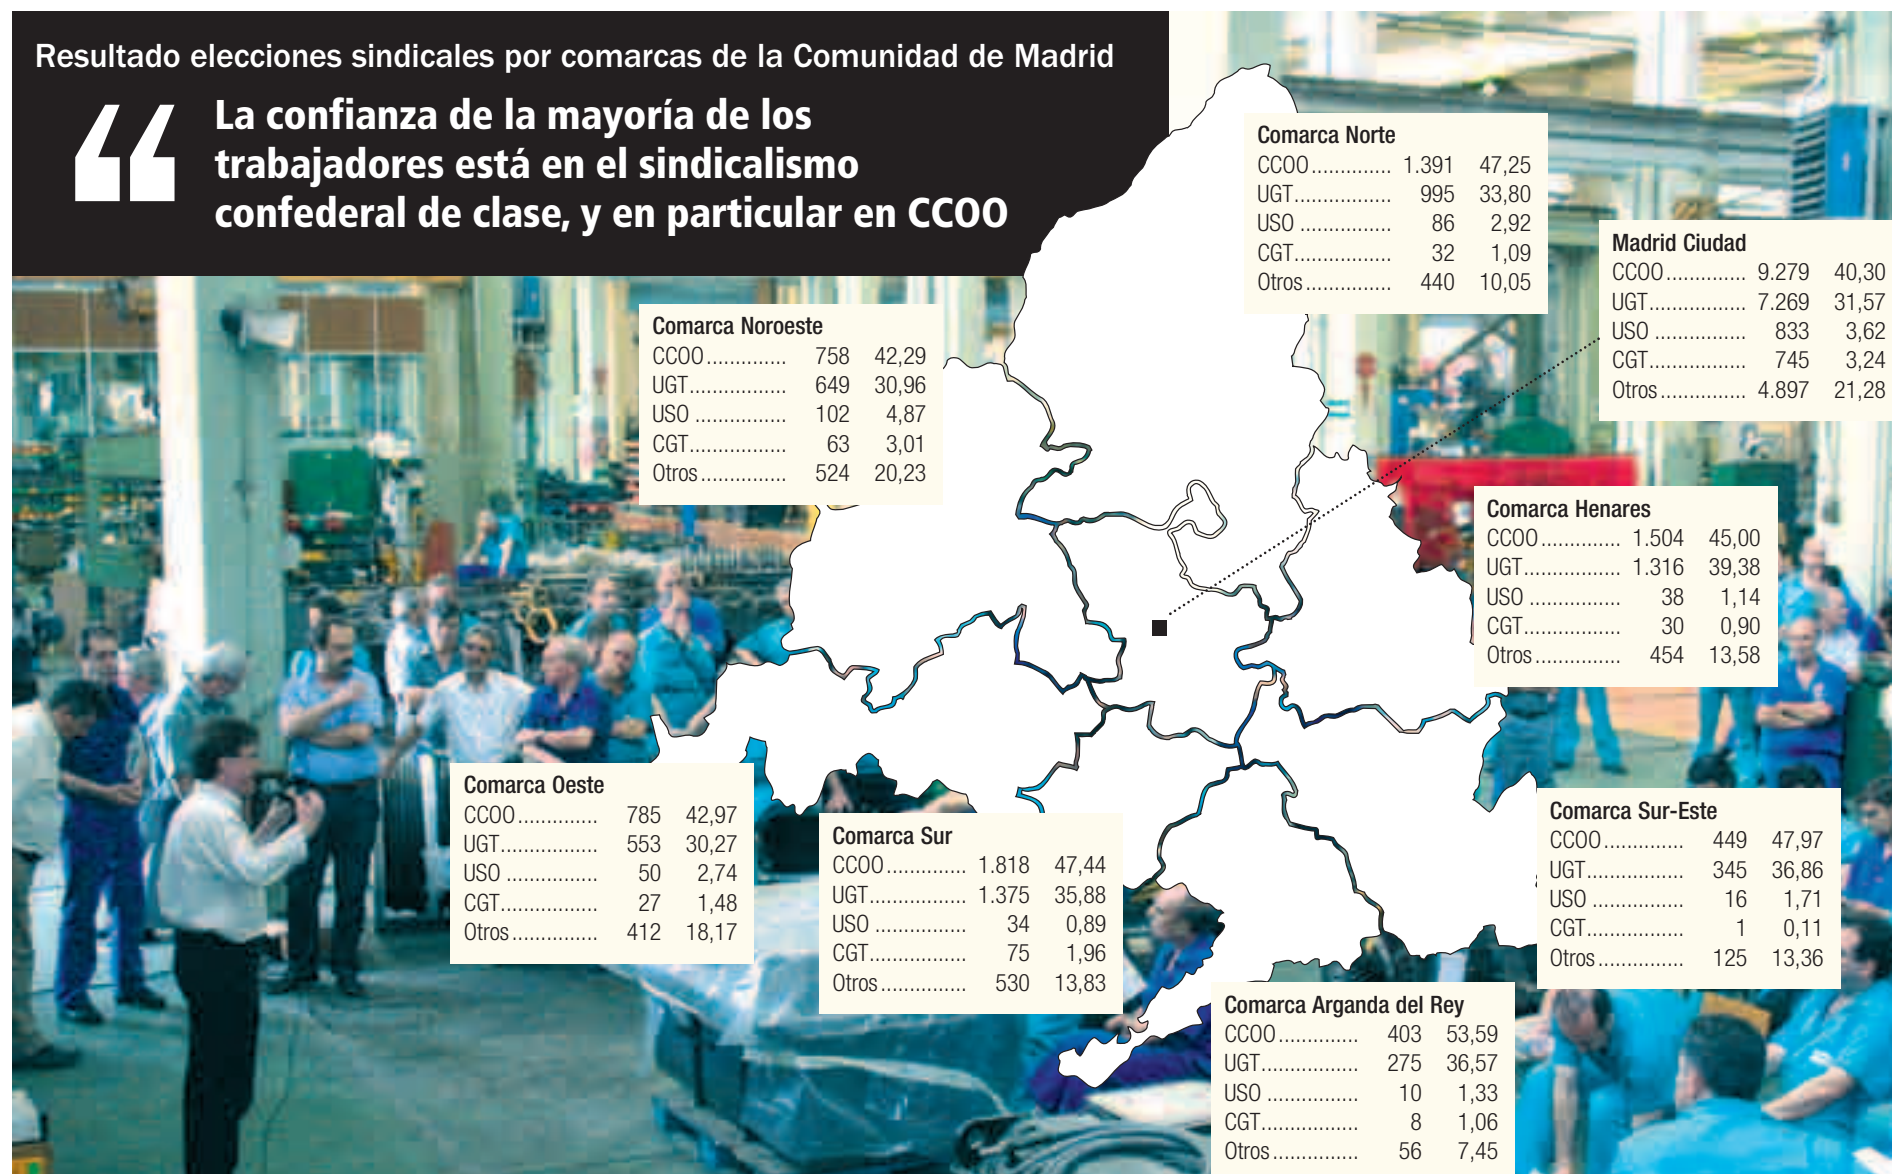 Resultado elecciones sindicales por comarcas de la Comunidad de Madrid
“
La confianza de la mayoría de los
trabajadores está en el sindicalismo
confederal de clase, y en particular en CCOO
Comarca Norte
CCOO.............. 1.391 47,25
UGT................. 995 33,80
USO ................ 86 2,92
CGT................. 32 1,09
Otros ............... 440 10,05
Madrid Ciudad
CCOO.............. 9.279 40,30
UGT................. 7.269 31,57
USO ................ 833 3,62
CGT................. 745 3,24
Otros ............... 4.897 21,28
Comarca Noroeste
CCOO.............. 758 42,29
UGT................. 649 30,96
USO ................ 102 4,87
CGT................. 63 3,01
Otros ............... 524 20,23
Comarca Henares
CCOO.............. 1.504 45,00
UGT................. 1.316 39,38
USO ................ 38 1,14
CGT................. 30 0,90
Otros ............... 454 13,58
Comarca Oeste
CCOO.............. 785 42,97
UGT................. 553 30,27
USO ................ 50 2,74
CGT................. 27 1,48
Otros ............... 412 18,17
Comarca Sur
CCOO.............. 1.818 47,44
UGT................. 1.375 35,88
USO ................ 34 0,89
CGT................. 75 1,96
Otros ............... 530 13,83
Comarca Sur-Este
CCOO.............. 449 47,97
UGT................. 345 36,86
USO ................ 16 1,71
CGT................. 1 0,11
Otros ............... 125 13,36
Comarca Arganda del Rey
CCOO.............. 403 53,59
UGT................. 275 36,57
USO ................ 10 1,33
CGT................. 8 1,06
Otros ............... 56 7,45